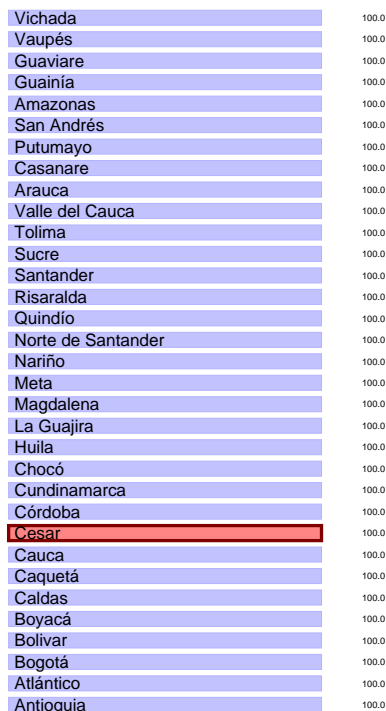 Vichada 100.0
Vaupés 100.0
Guaviare 100.0
Guainía 100.0
Amazonas 100.0
San Andrés 100.0
Putumayo 100.0
Casanare 100.0
Arauca 100.0
Valle del Cauca 100.0
Tolima 100.0
Sucre 100.0
Santander 100.0
Risaralda 100.0
Quindío 100.0
Norte de Santander 100.0
Nariño 100.0
Meta 100.0
Magdalena 100.0
La Guajira 100.0
Huila 100.0
Chocó 100.0
Cundinamarca 100.0
Córdoba 100.0
Cesar 100.0
Cauca 100.0
Caquetá 100.0
Caldas 100.0
Boyacá 100.0
Bolivar 100.0
Bogotá 100.0
Atlántico 100.0
Antioquia 100.0